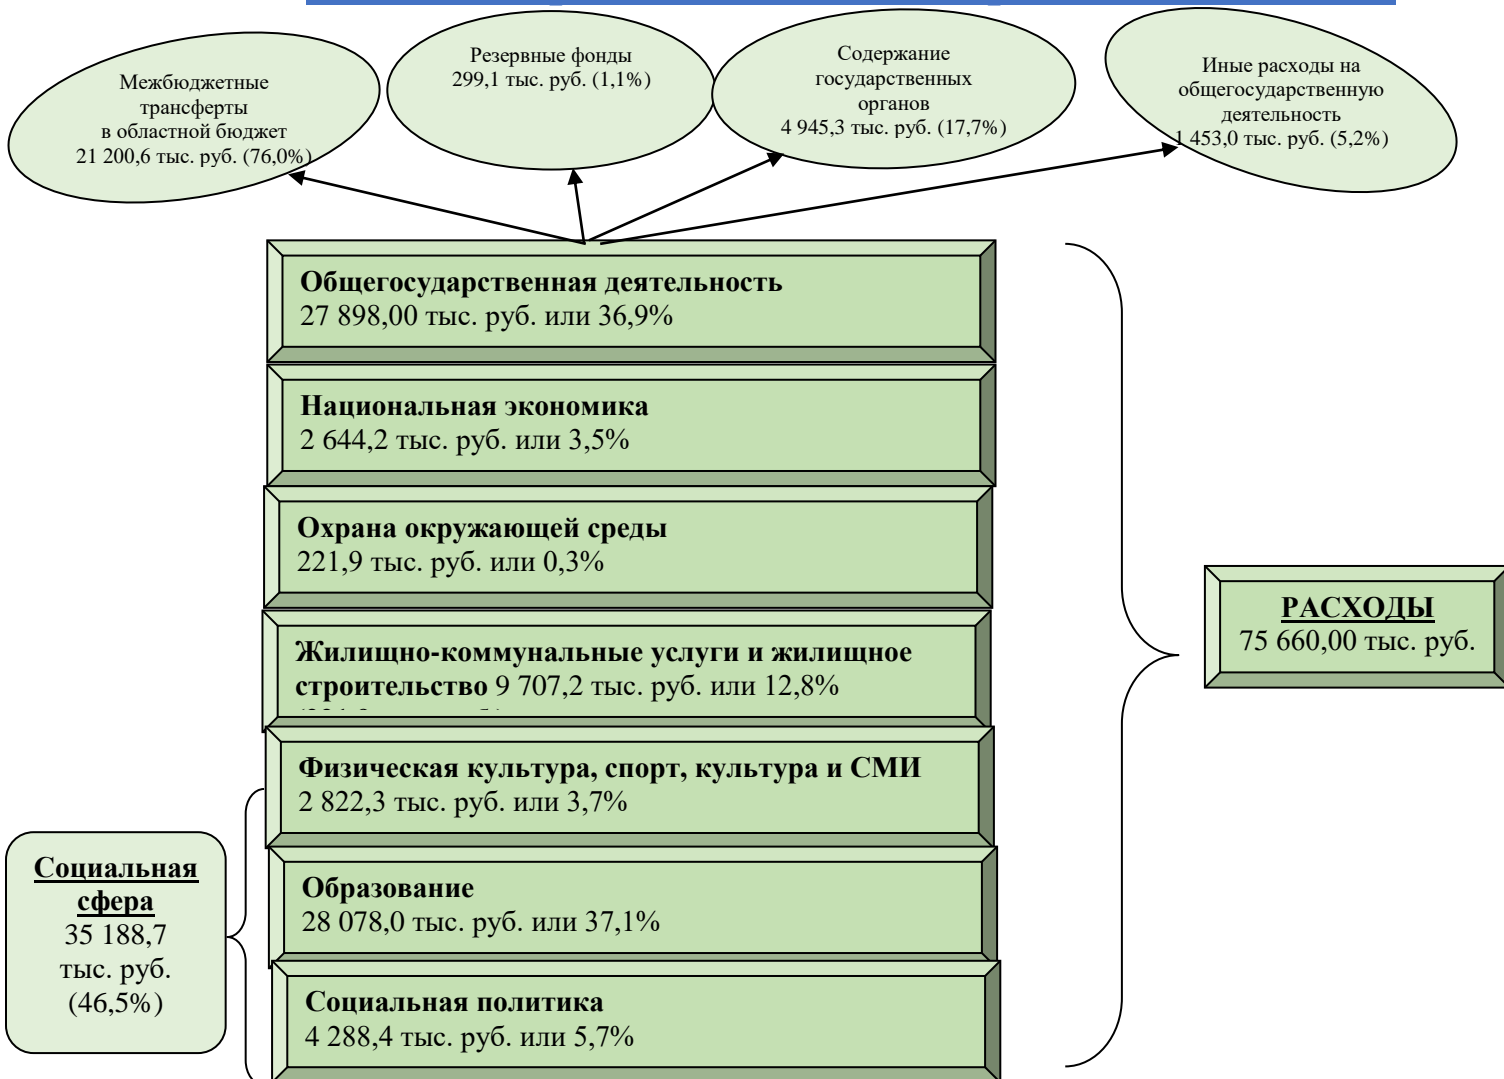 Межбюджетные
трансферты
в областной бюджет
21 200,6 тыс. руб. (76,0%)
Резервные фонды
299,1 тыс. руб. (1,1%)
Содержание
государственных
органов
4 945,3 тыс. руб. (17,7%)
Иные расходы на
общегосударственную
деятельность
1 453,0 тыс. руб. (5,2%)
Общегосударственная деятельность
27 898,00 тыс. руб. или 36,9%
Национальная экономика
2 644,2 тыс. руб. или 3,5%
Охрана окружающей среды
221,9 тыс. руб. или 0,3%
Жилищно-коммунальные услуги и жилищное
строительство 9 707,2 тыс. руб. или 12,8%
Физическая культура, спорт, культура и СМИ
2 822,3 тыс. руб. или 3,7%
Образование
28 078,0 тыс. руб. или 37,1%
Социальная политика
4 288,4 тыс. руб. или 5,7%
Социальная
сфера
35 188,7
тыс. руб.
(46,5%)
РАСХОДЫ
75 660,00 тыс. руб.